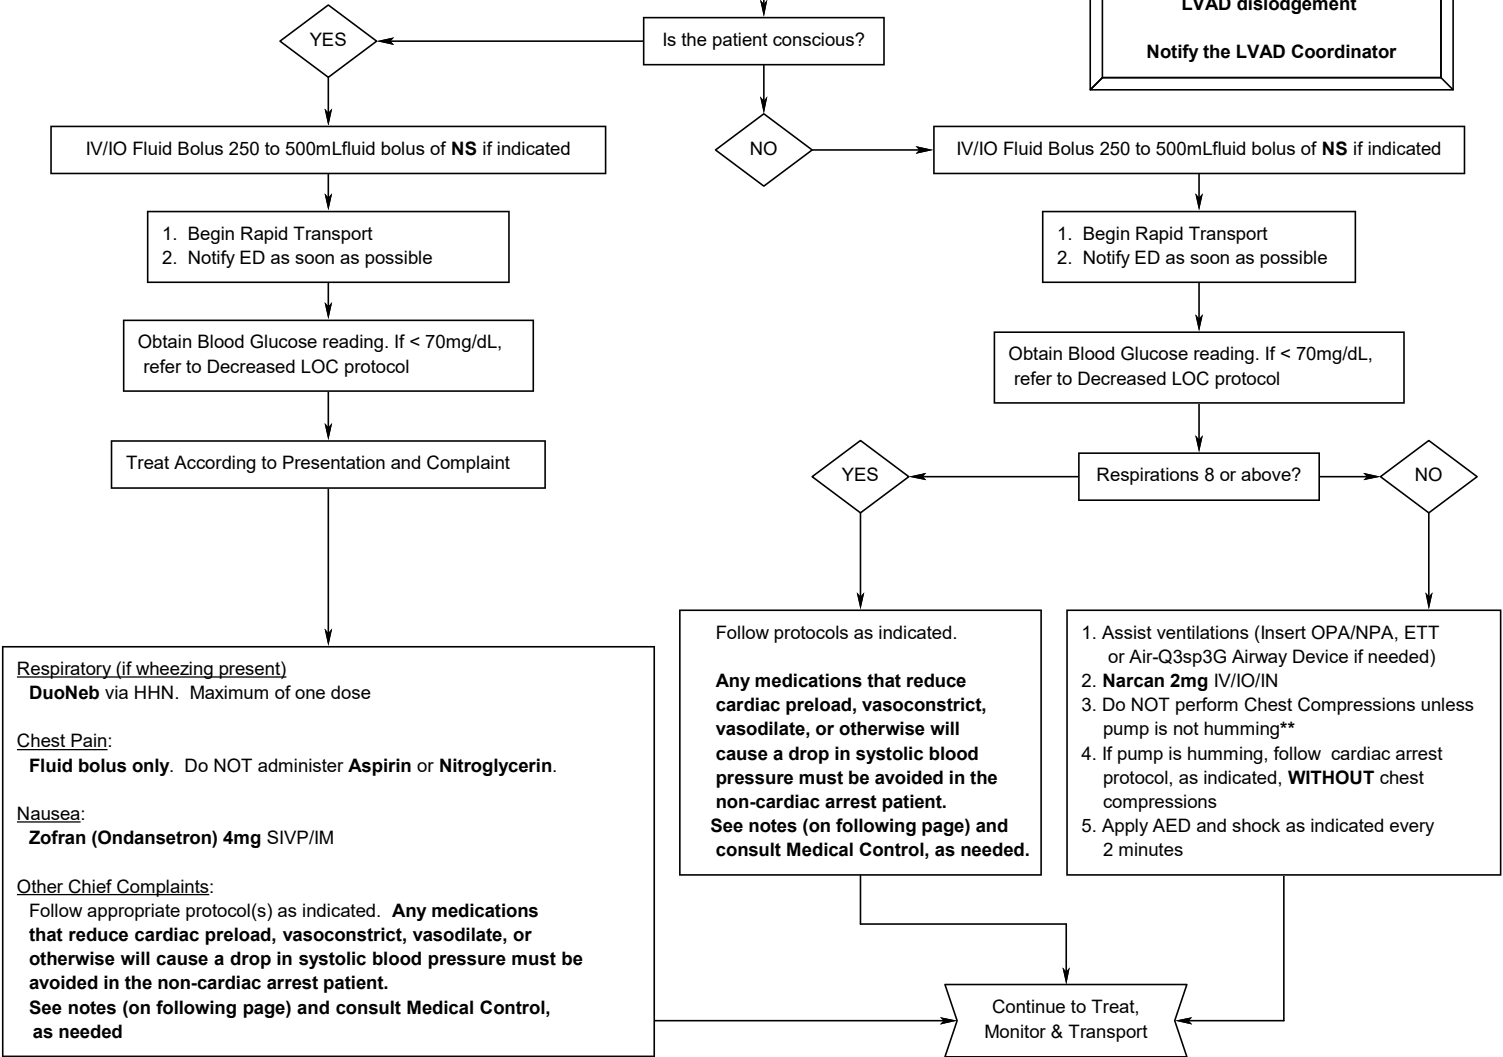 LVAD dislodgement
Notify the LVAD Coordinator
Is the patient conscious?
YES
NO
IV/IO Fluid Bolus 250 to 500mLfluid bolus of NS if indicated
1. Begin Rapid Transport
2. Notify ED as soon as possible
Obtain Blood Glucose reading. If < 70mg/dL,
refer to Decreased LOC protocol
Treat According to Presentation and Complaint
Respiratory (if wheezing present)
DuoNeb via HHN. Maximum of one dose
Chest Pain:
Fluid bolus only. Do NOT administer Aspirin or Nitroglycerin.
Nausea:
Zofran (Ondansetron) 4mg SIVP/IM
Other Chief Complaints:
Follow appropriate protocol(s) as indicated. Any medications
that reduce cardiac preload, vasoconstrict, vasodilate, or
otherwise will cause a drop in systolic blood pressure must be
avoided in the non-cardiac arrest patient.
See notes (on following page) and consult Medical Control,
as needed
IV/IO Fluid Bolus 250 to 500mLfluid bolus of NS if indicated
1. Begin Rapid Transport
2. Notify ED as soon as possible
Obtain Blood Glucose reading. If < 70mg/dL,
refer to Decreased LOC protocol
Respirations 8 or above?
YES
NO
Follow protocols as indicated.
Any medications that reduce
cardiac preload, vasoconstrict,
vasodilate, or otherwise will
cause a drop in systolic blood
pressure must be avoided in the
non-cardiac arrest patient.
See notes (on following page) and
consult Medical Control, as needed.
1. Assist ventilations (Insert OPA/NPA, ETT
or Air-Q3sp3G Airway Device if needed)
2. Narcan 2mg IV/IO/IN
3. Do NOT perform Chest Compressions unless
pump is not humming**
4. If pump is humming, follow cardiac arrest
protocol, as indicated, WITHOUT chest
compressions
5. Apply AED and shock as indicated every
2 minutes
Continue to Treat,
Monitor & Transport